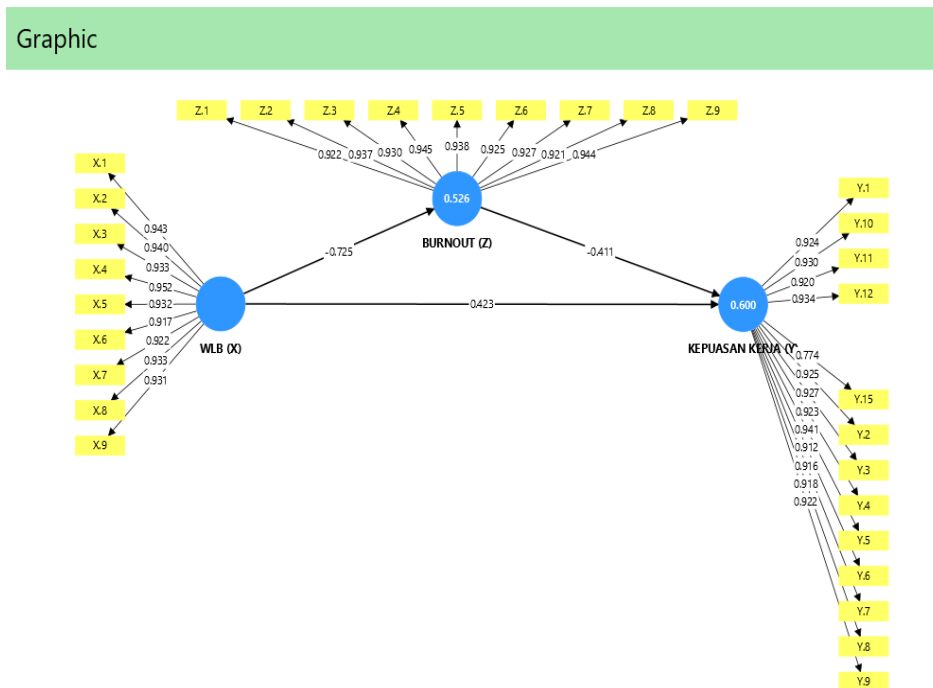 Graphic
Z.1 Z.2 Z.3 Z.4 Z.5 Z.6 Z.7 Z.8 Z.9
0.922 0.937 0.930 0.945 0.938 0.925 0.927 0.921 0.944
X.1
X.2
X.3
X.4
X.5
X.6
X.7
X.8
X.9
0.943
0.940
0.933
0.952
0.932
0.917
0.922
0.933
0.931
WLB (X)
-0.725
0.526
BURNOUT (Z)
-0.411
0.423
0.600
KEPUASAN KERJA (Y
0.924
0.930
0.920
0.934
0.774
0.925
0.927
0.923
0.941
0.912
0.916
0.918
0.922
Y.1
Y.10
Y.11
Y.12
Y.15
Y.2
Y.3
Y.4
Y.5
Y.6
Y.7
Y.8
Y.9